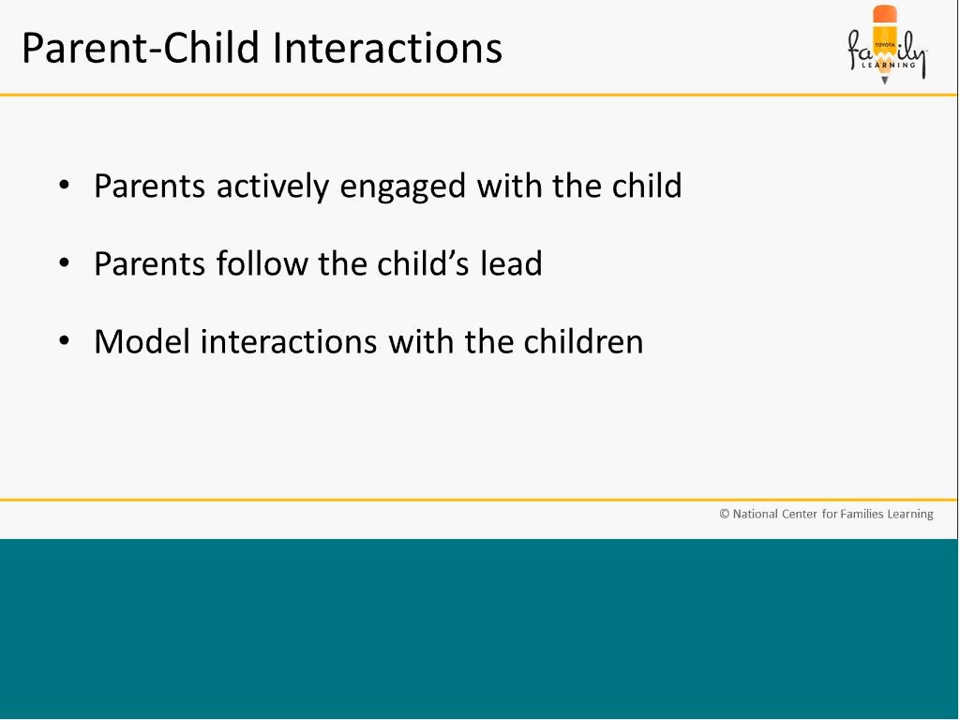 Parent-Child Interactions
TOYOTA
family
LEARNING
• Parents actively engaged with the child
• Parents follow the child’s lead
• Model interactions with the children
© National Center for Families Learning